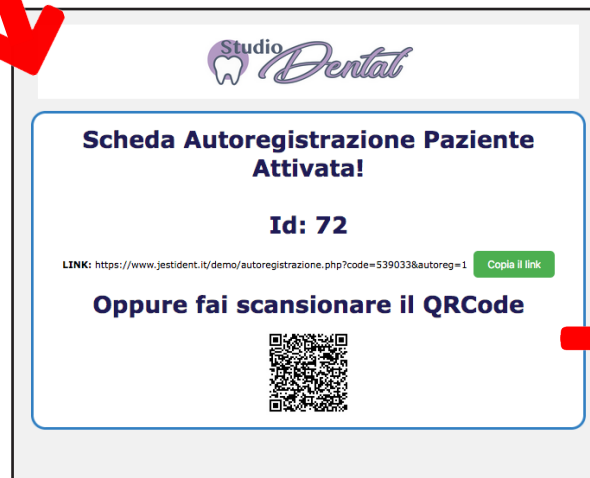 Studio
Dental
Scheda Autoregistrazione Paziente
Attivata!
Id: 72
LINK: https://www.jestident.it/demo/autoregistrazione.php?code=539033&autoreg=1 Copia il link
Oppure fai scansionare il QRCode